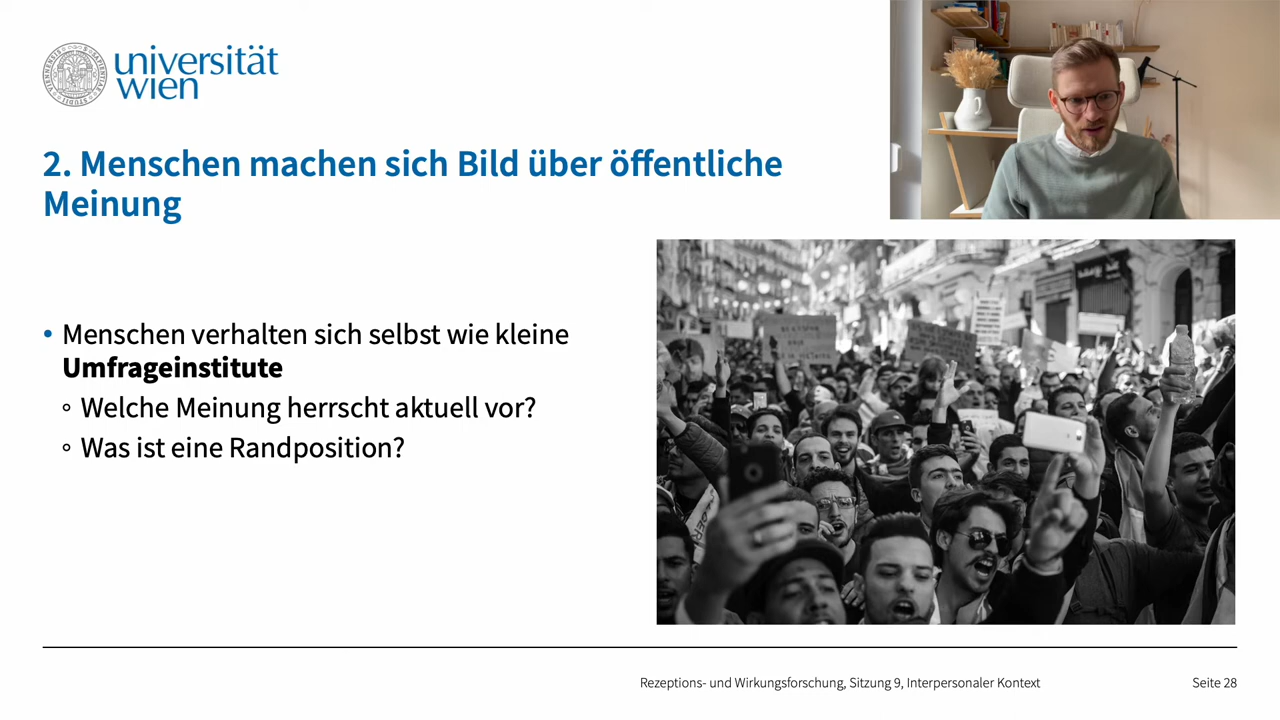 universität
wien
2. Menschen machen sich Bild über öffentliche
Meinung
• Menschen verhalten sich selbst wie kleine
Umfrageinstitute
◦ Welche Meinung herrscht aktuell vor?
◦ Was ist eine Randposition?
Rezeptions- und Wirkungsforschung, Sitzung 9, Interpersonaler Kontext
Seite 28